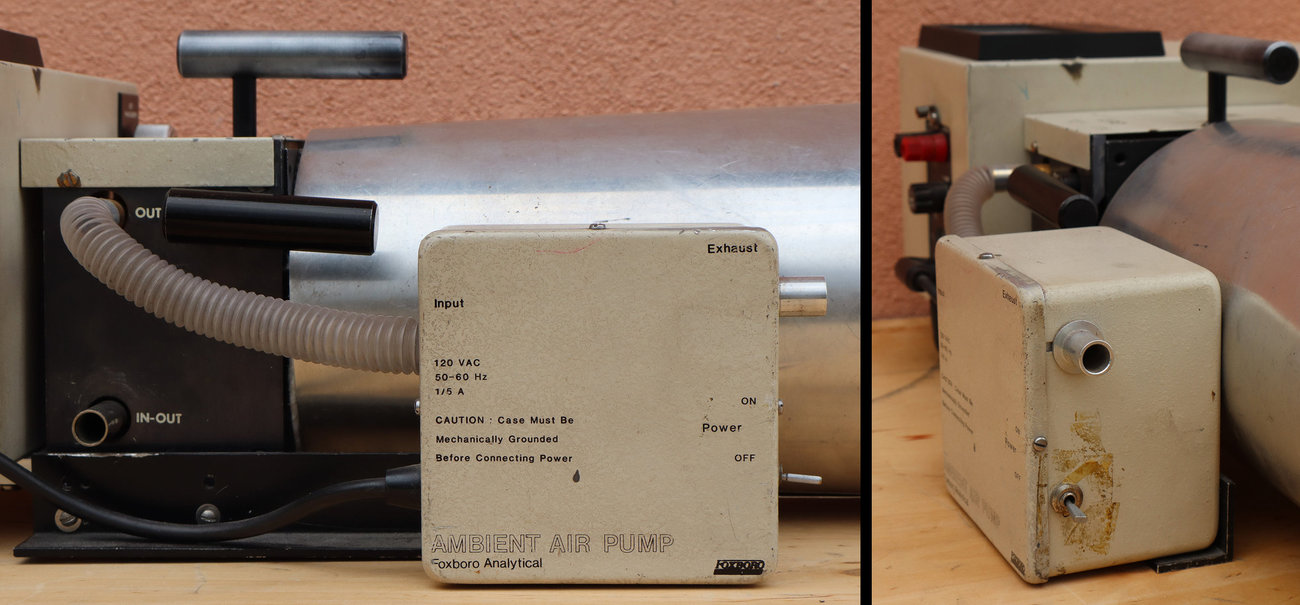 OUT
IN-OUT
Exhaust
Input
120 VAC
50-60 Hz
1/5 A
CAUTION : Case Must Be
Mechanically Grounded
Before Connecting Power
ON
Power
OFF
AMBIENT AIR PUMP
Foxboro Analytical
FOXBORO
Exhaust